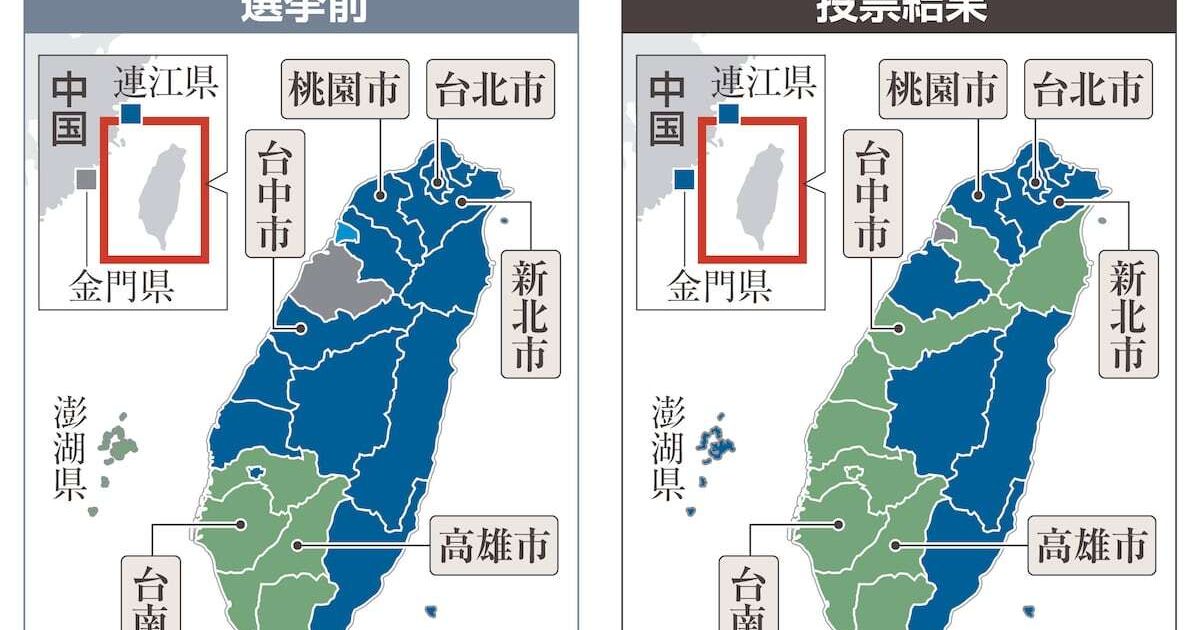 選挙前
中国
連江県
金門県
桃園市
台北市
台中市
新北市
澎湖県
高雄市
台南
投票結果
中国
連江県
金門県
桃園市
台北市
台中市
新北市
澎湖県
高雄市
台南